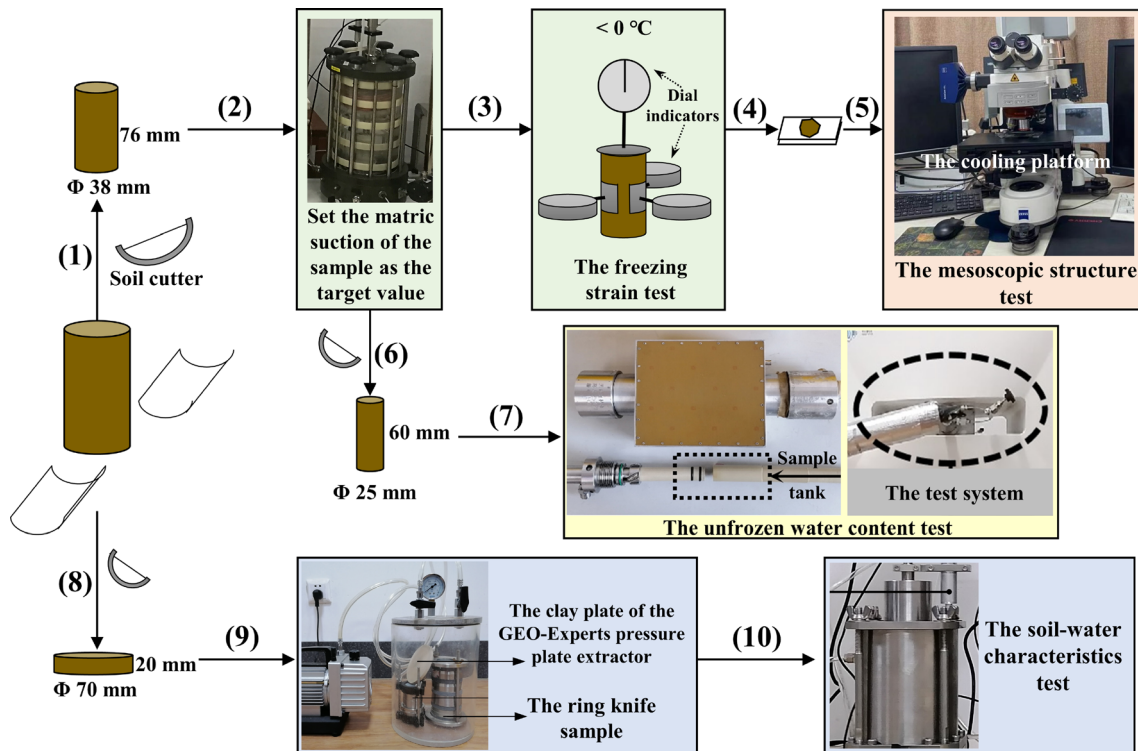 < 0 °C
(1)
(2)
(3)
(4)
(5)
76 mm
Φ 38 mm
Soil cutter
Set the matric
suction of the
sample as the
target value
Dial
indicators
The freezing
strain test
The cooling platform
ZEISS
The mesoscopic structure
test
(6)
60 mm
Φ 25 mm
(7)
Sample
tank
The test system
The unfrozen water content test
(8)
20 mm
Φ 70 mm
(9)
The clay plate of the
GEO-Experts pressure
plate extractor
The ring knife
sample
(10)
The soil-water
characteristics
test